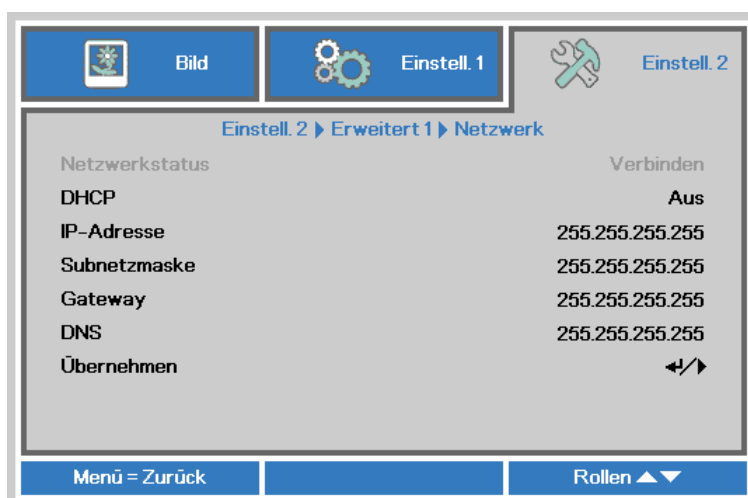 Bild
Einstell. 1
Einstell. 2
Einstell. 2 ▶ Erweitert 1 ▶ Netzwerk
Netzwerkstatus Verbinden
DHCP Aus
IP-Adresse 255.255.255.255
Subnetzmaske 255.255.255.255
Gateway 255.255.255.255
DNS 255.255.255.255
Übernehmen ↵/▶
Menü = Zurück
Rollen ▲▼